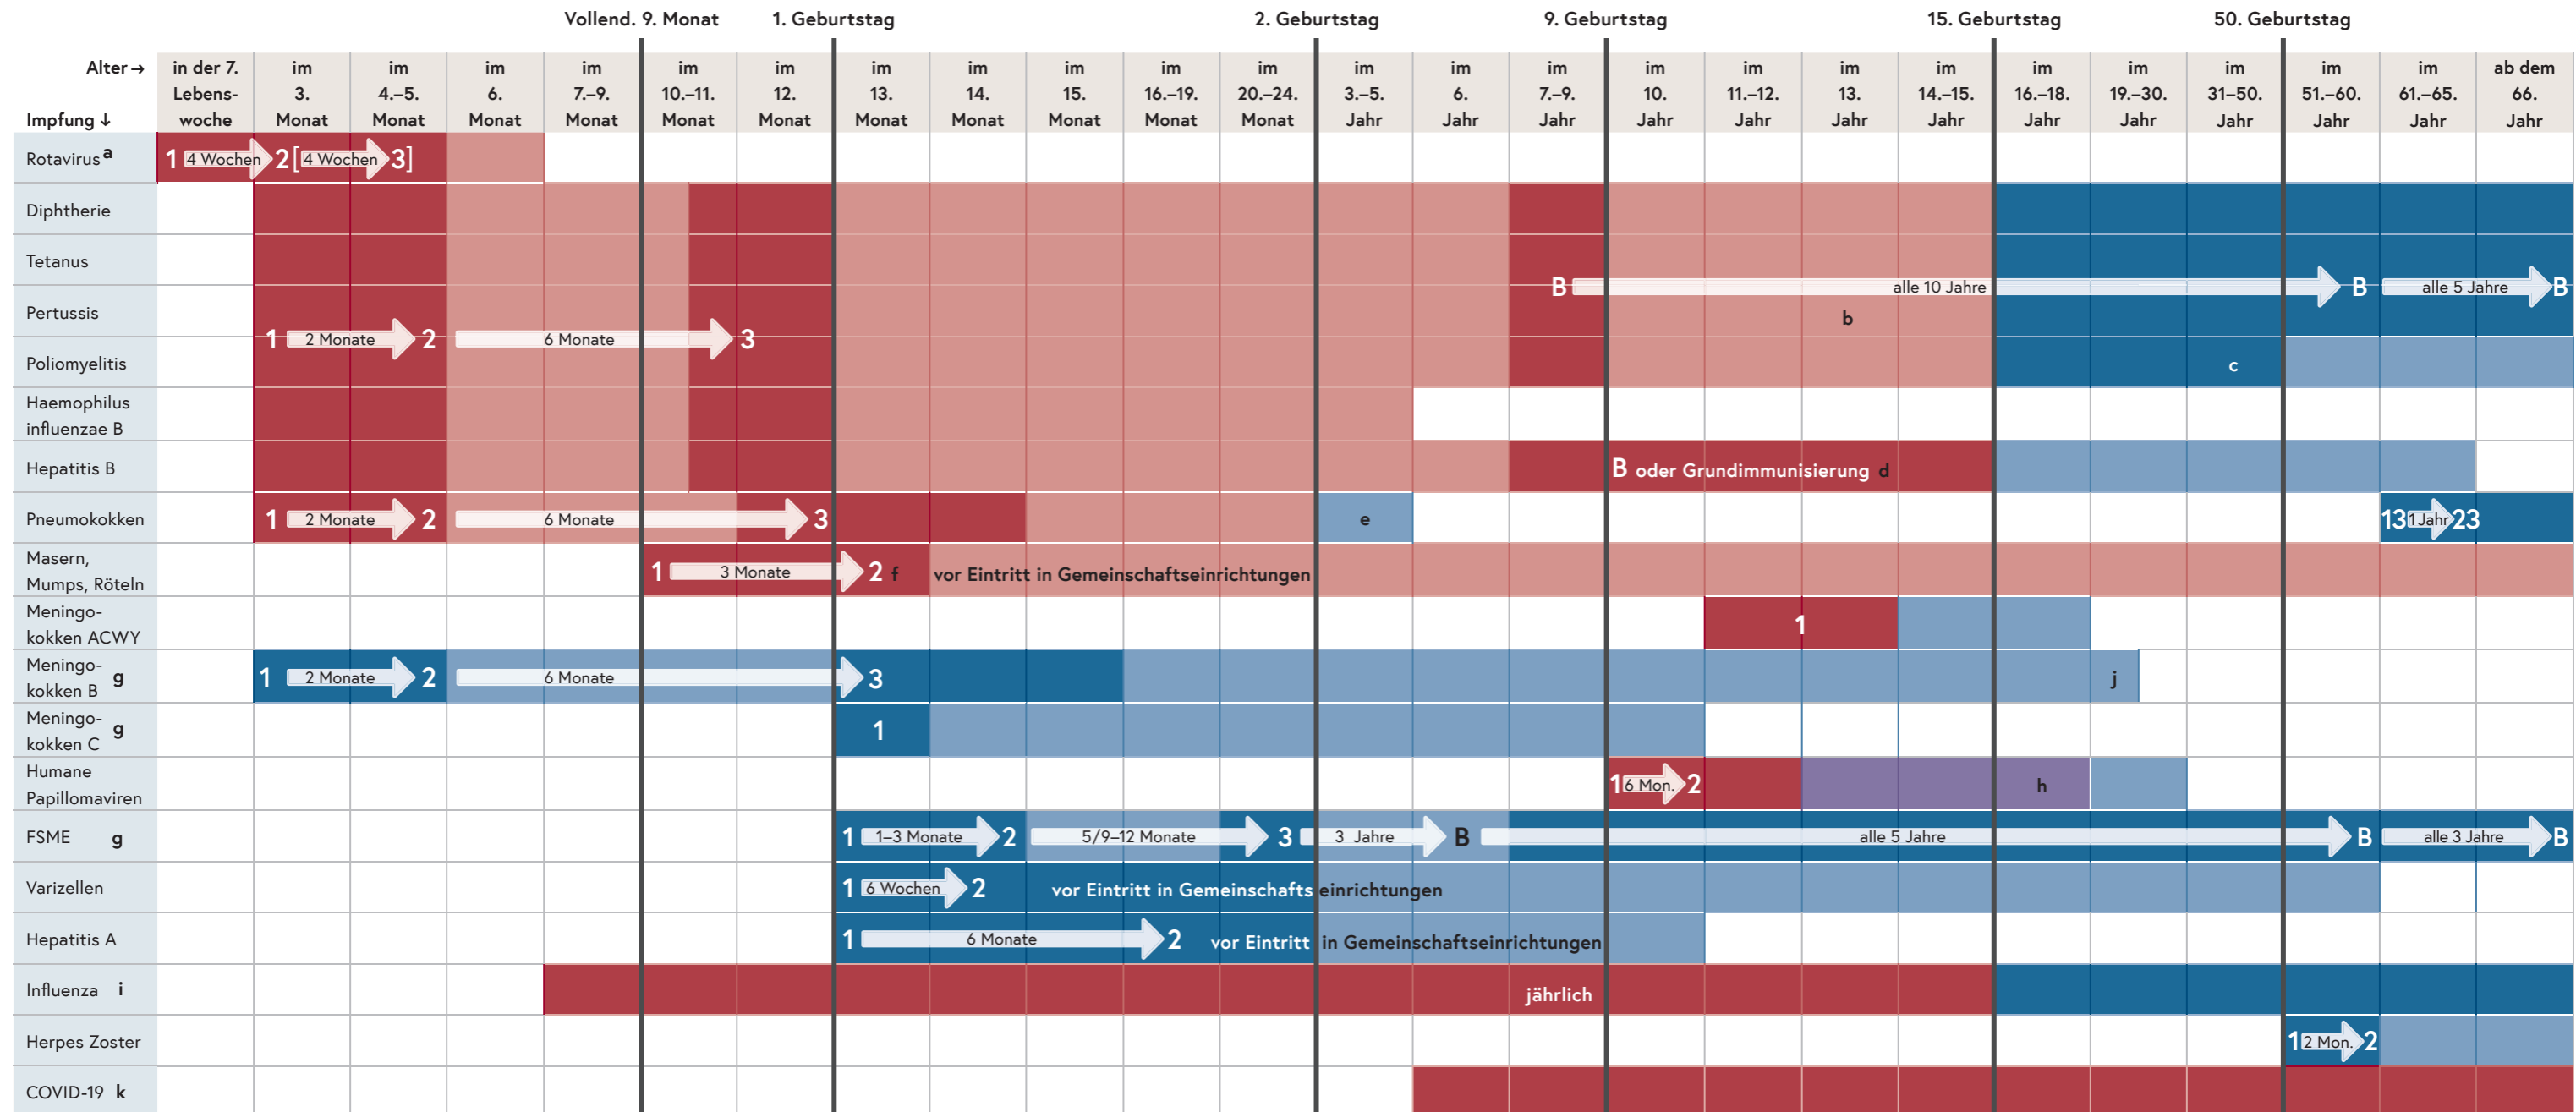 Vollend. 9. Monat 1. Geburtstag 2. Geburtstag 9. Geburtstag 15. Geburtstag 50. Geburtstag
Alter→ in der 7. im im im im im im im im im im im im im im im im im im im im im im im ab dem
Lebens- 3. 4.–5. 6. 7.–9. 10.–11. 12. 13. 14. 15. 16.–19. 20.–24. 3.–5. 6. 7.–9. 10. 11.–12. 13. 14.–15. 16.–18. 19.–30. 31–50. 51.–60. 61.–65. 66.
Impfung ↓ woche Monat Monat Monat Monat Monat Monat Monat Monat Monat Monat Monat Jahr Jahr Jahr Jahr Jahr Jahr Jahr Jahr Jahr Jahr Jahr Jahr Jahr
Rotavirus a 1 4 Wochen 2 [ 4 Wochen 3]
Diphtherie
Tetanus
B alle 10 Jahre B alle 5 Jahre B
Pertussis
b
1 2 Monate 2 6 Monate 3
Poliomyelitis c
Haemophilus
influenzae B
Hepatitis B B oder Grundimmunisierung d
Pneumokokken 1 2 Monate 2 6 Monate 3 e 13 1 Jahr 23
Masern,
Mumps, Röteln 1 3 Monate 2 f vor Eintritt in Gemeinschaftseinrichtungen
Meningo-
kokken ACWY 1
Meningo-
kokken B g 1 2 Monate 2 6 Monate 3 j
Meningo-
kokken C g 1
Humane
Papillomaviren 1 6 Mon. 2 h
FSME g 1 1–3 Monate 2 5/9–12 Monate 3 3 Jahre B alle 5 Jahre B alle 3 Jahre B
Varizellen 1 6 Wochen 2 vor Eintritt in Gemeinschaftseinrichtungen
Hepatitis A 1 6 Monate 2 vor Eintritt in Gemeinschaftseinrichtungen
Influenza i jährlich
Herpes Zoster 1 2 Mon. 2
COVID-19 k